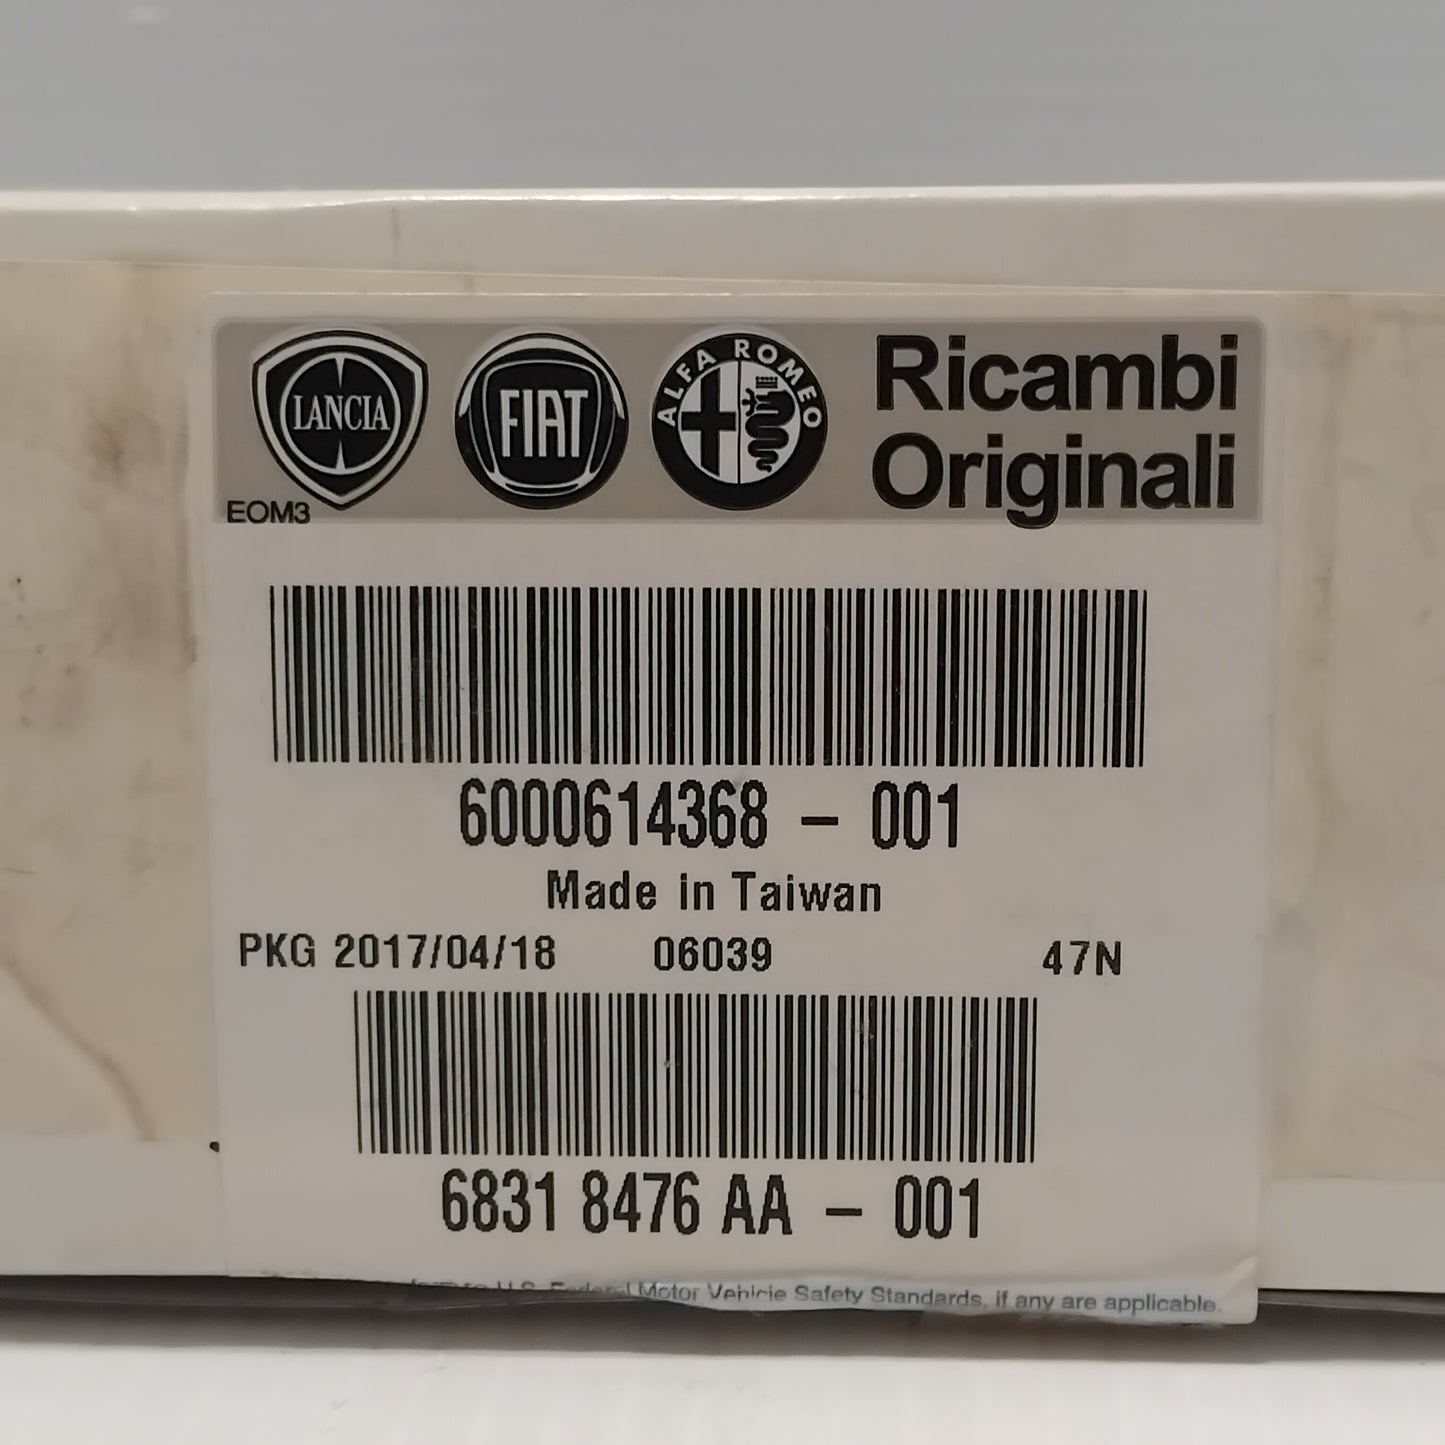 LANCIA FIAT ALFA ROMEO Ricambi
Originali
EOM3
6000614368 - 001
Made in Taiwan
PKG 2017/04/18 06039 47N
6831 8476 AA - 001
U.S. Federal Motor Vehicle Safety Standards, if any are applicable.